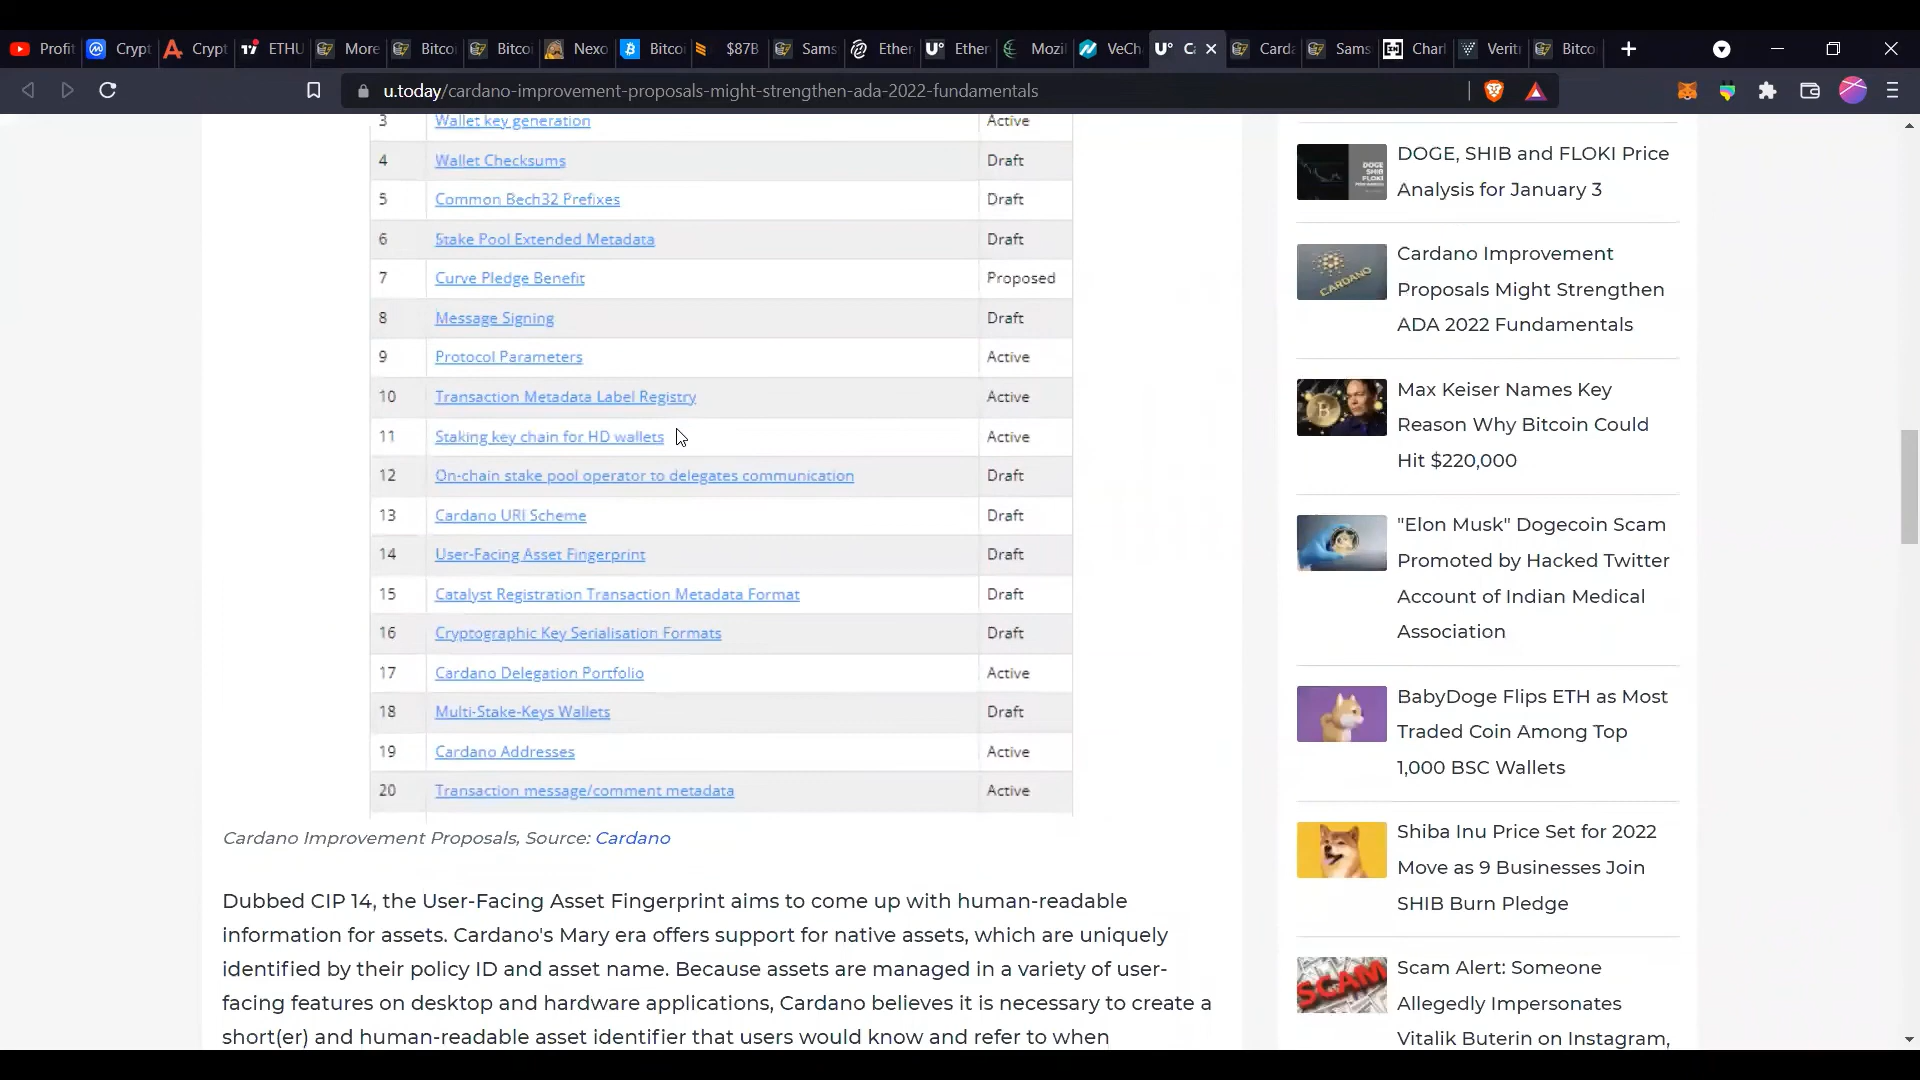 Profit
Crypt
Crypt
ETHU
More
Bitco
Bitco
Nexo
Bitco
$87B
Sams
Ether
Ether
Mozil
VeCh
Ca
Carda
Sams
Charl
Verit
Bitco
u.today/cardano-improvement-proposals-might-strengthen-ada-2022-fundamentals
3 Wallet key generation Active
4 Wallet Checksums Draft
5 Common Bech32 Prefixes Draft
6 Stake Pool Extended Metadata Draft
7 Curve Pledge Benefit Proposed
8 Message Signing Draft
9 Protocol Parameters Active
10 Transaction Metadata Label Registry Active
11 Staking key chain for HD wallets Active
12 On-chain stake pool operator to delegates communication Draft
13 Cardano URI Scheme Draft
14 User-Facing Asset Fingerprint Draft
15 Catalyst Registration Transaction Metadata Format Draft
16 Cryptographic Key Serialisation Formats Draft
17 Cardano Delegation Portfolio Active
18 Multi-Stake-Keys Wallets Draft
19 Cardano Addresses Active
20 Transaction message/comment metadata Active
Cardano Improvement Proposals, Source: Cardano
Dubbed CIP 14, the User-Facing Asset Fingerprint aims to come up with human-readable
information for assets. Cardano's Mary era offers support for native assets, which are uniquely
identified by their policy ID and asset name. Because assets are managed in a variety of user-
facing features on desktop and hardware applications, Cardano believes it is necessary to create a
short(er) and human-readable asset identifier that users would know and refer to when
DOGE, SHIB and FLOKI Price
Analysis for January 3
DOGE
SHIB
FLOKI
Cardano Improvement
Proposals Might Strengthen
ADA 2022 Fundamentals
CARDANO
Max Keiser Names Key
Reason Why Bitcoin Could
Hit $220,000
"Elon Musk" Dogecoin Scam
Promoted by Hacked Twitter
Account of Indian Medical
Association
BabyDoge Flips ETH as Most
Traded Coin Among Top
1,000 BSC Wallets
Shiba Inu Price Set for 2022
Move as 9 Businesses Join
SHIB Burn Pledge
Scam Alert: Someone
Allegedly Impersonates
Vitalik Buterin on Instagram,
SCAM